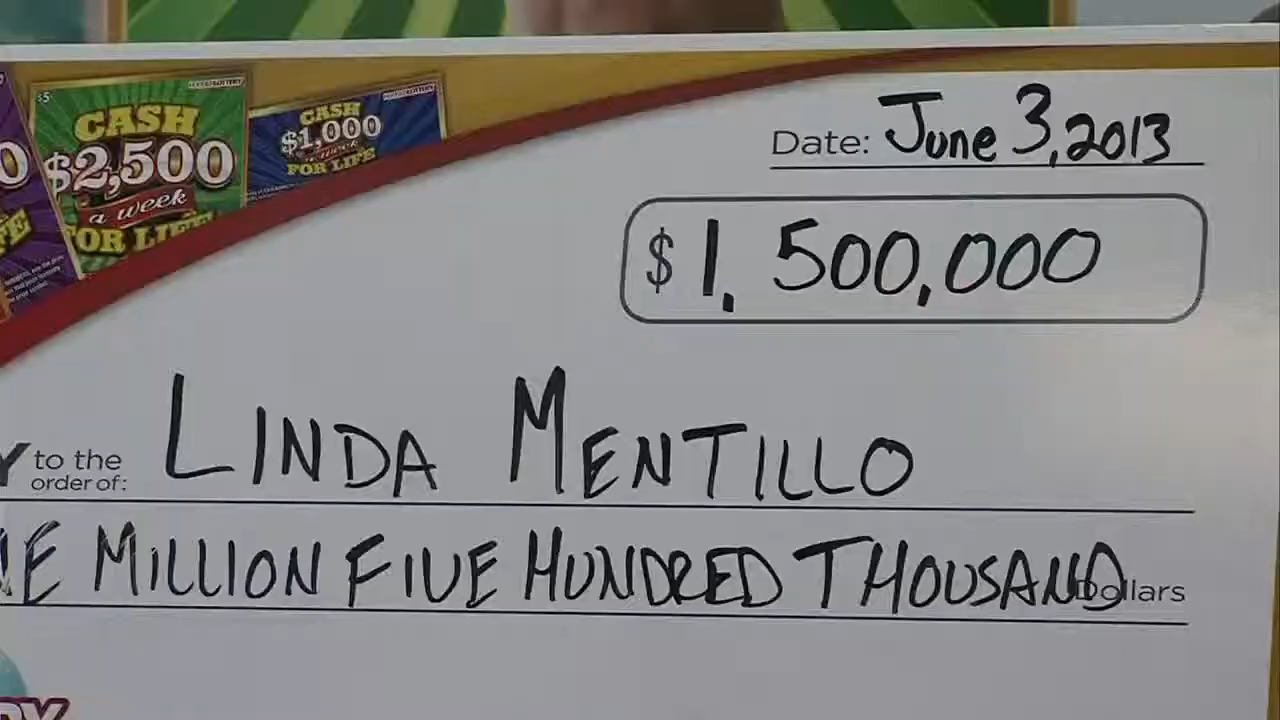 $5
CASH
$2,500
a week
FOR LIFE!
CASH
$1,000
a week
FOR LIFE
Date: June 3, 2013
$ 1,500,000
to the
order of: LINDA MENTILLO
MILLION FIVE HUNDRED THOUSAND Dollars